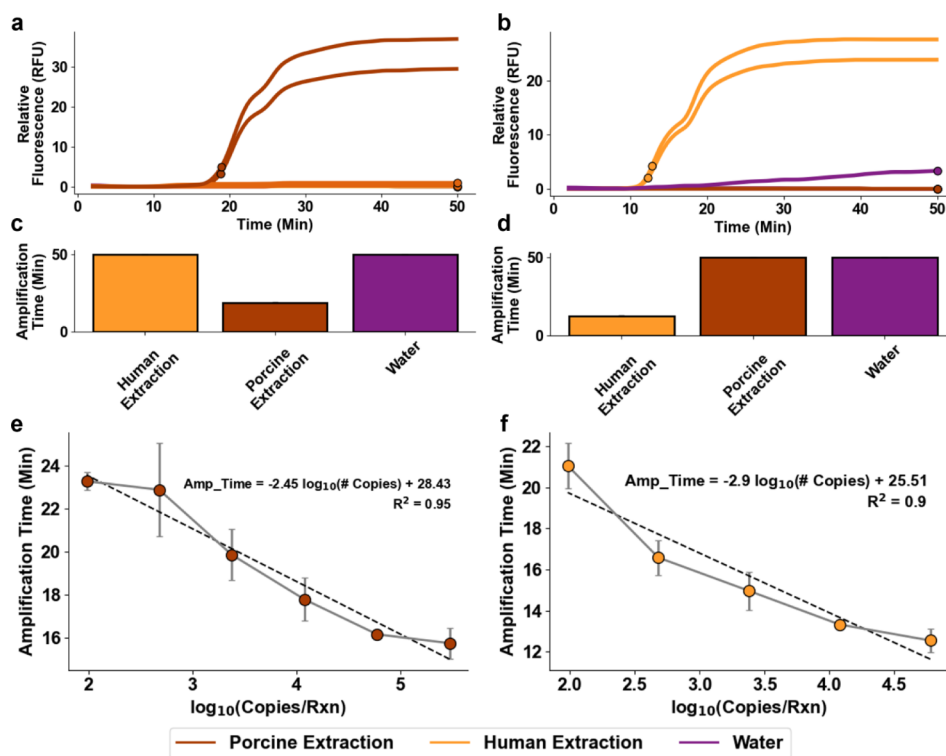 a
Relative
Fluorescence (RFU)
30
20
10
0
0
10
20
30
40
50
Time (Min)
b
Relative
Fluorescence (RFU)
20
10
0
0
10
20
30
40
50
Time (Min)
c
Amplification
Time (Min)
50
0
Human
Extraction
Porcine
Extraction
Water
d
Amplification
Time (Min)
50
0
Human
Extraction
Porcine
Extraction
Water
e
Amplification Time (Min)
24
22
20
18
16
Amp_Time = -2.45 log₁₀(# Copies) + 28.43
R² = 0.95
2
3
4
5
log₁₀(Copies/Rxn)
f
Amplification Time (Min)
22
20
18
16
14
12
Amp_Time = -2.9 log₁₀(# Copies) + 25.51
R² = 0.9
2.0
2.5
3.0
3.5
4.0
4.5
log₁₀(Copies/Rxn)
Porcine Extraction
Human Extraction
Water